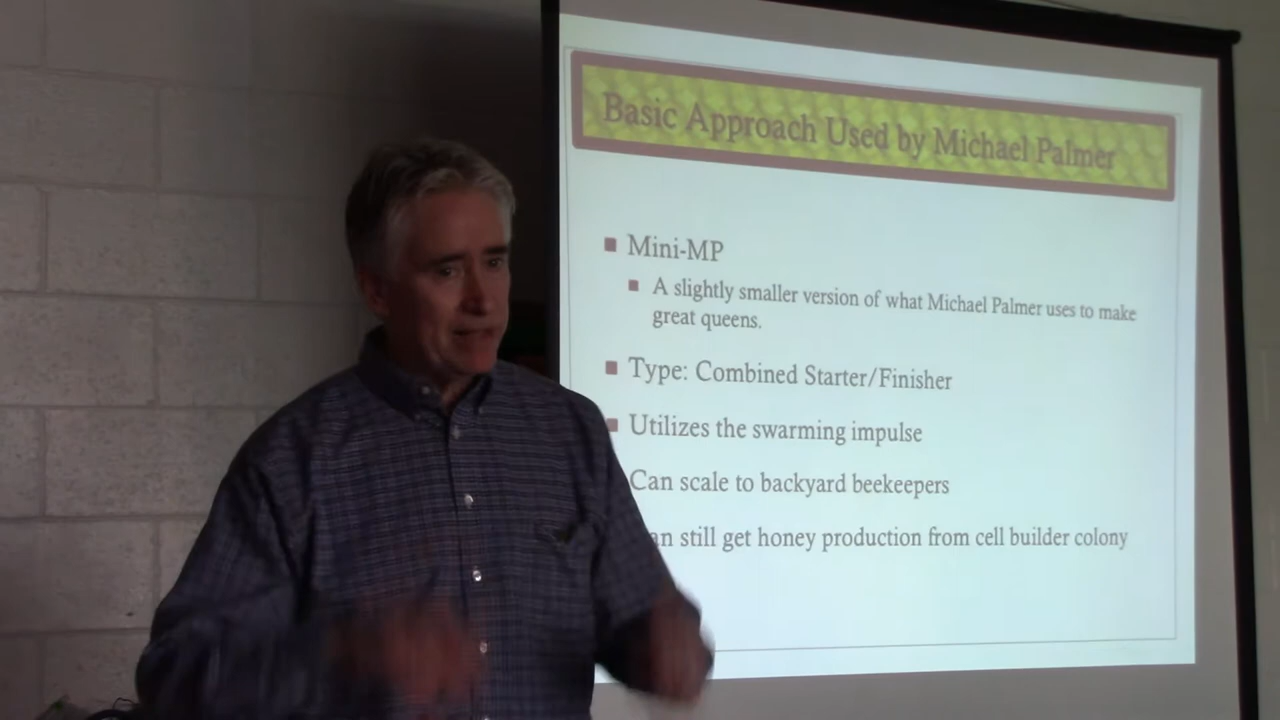 Basic Approach Used by Michael Palmer
Mini-MP
A slightly smaller version of what Michael Palmer uses to make
great queens.
Type: Combined Starter/Finisher
Utilizes the swarming impulse
Can scale to backyard beekeepers
still get honey production from cell builder colony